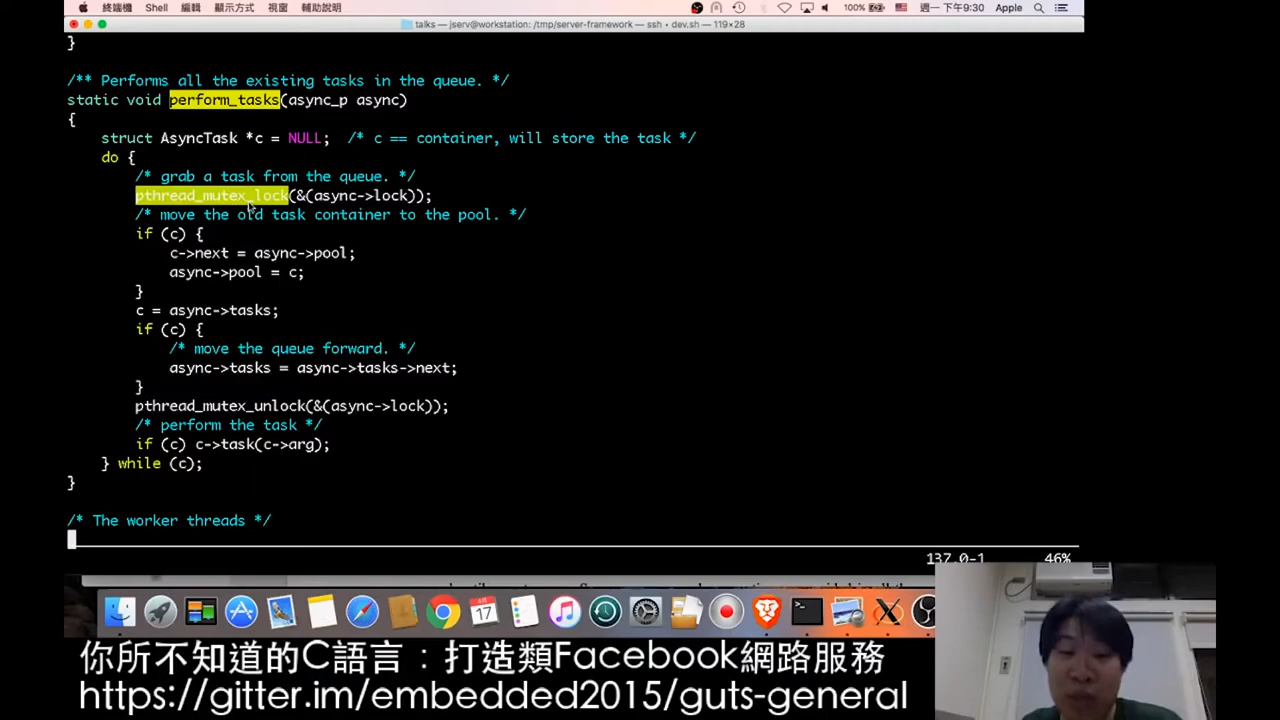 終端機 Shell 編輯 顯示方式 視窗 輔助說明 100% 週一 下午9:30 Apple
talks — jserv@workstation: /tmp/server-framework — ssh • dev.sh — 119×28
}
/** Performs all the existing tasks in the queue. */
static void perform_tasks(async_p async)
{
struct AsyncTask *c = NULL; /* c == container, will store the task */
do {
/* grab a task from the queue. */
pthread_mutex_lock(&(async->lock));
/* move the old task container to the pool. */
if (c) {
c->next = async->pool;
async->pool = c;
}
c = async->tasks;
if (c) {
/* move the queue forward. */
async->tasks = async->tasks->next;
}
pthread_mutex_unlock(&(async->lock));
/* perform the task */
if (c) c->task(c->arg);
} while (c);
}
/* The worker threads */
137,0-1 46%
17
你所不知道的C語言：打造類Facebook網路服務
https://gitter.im/embedded2015/guts-general